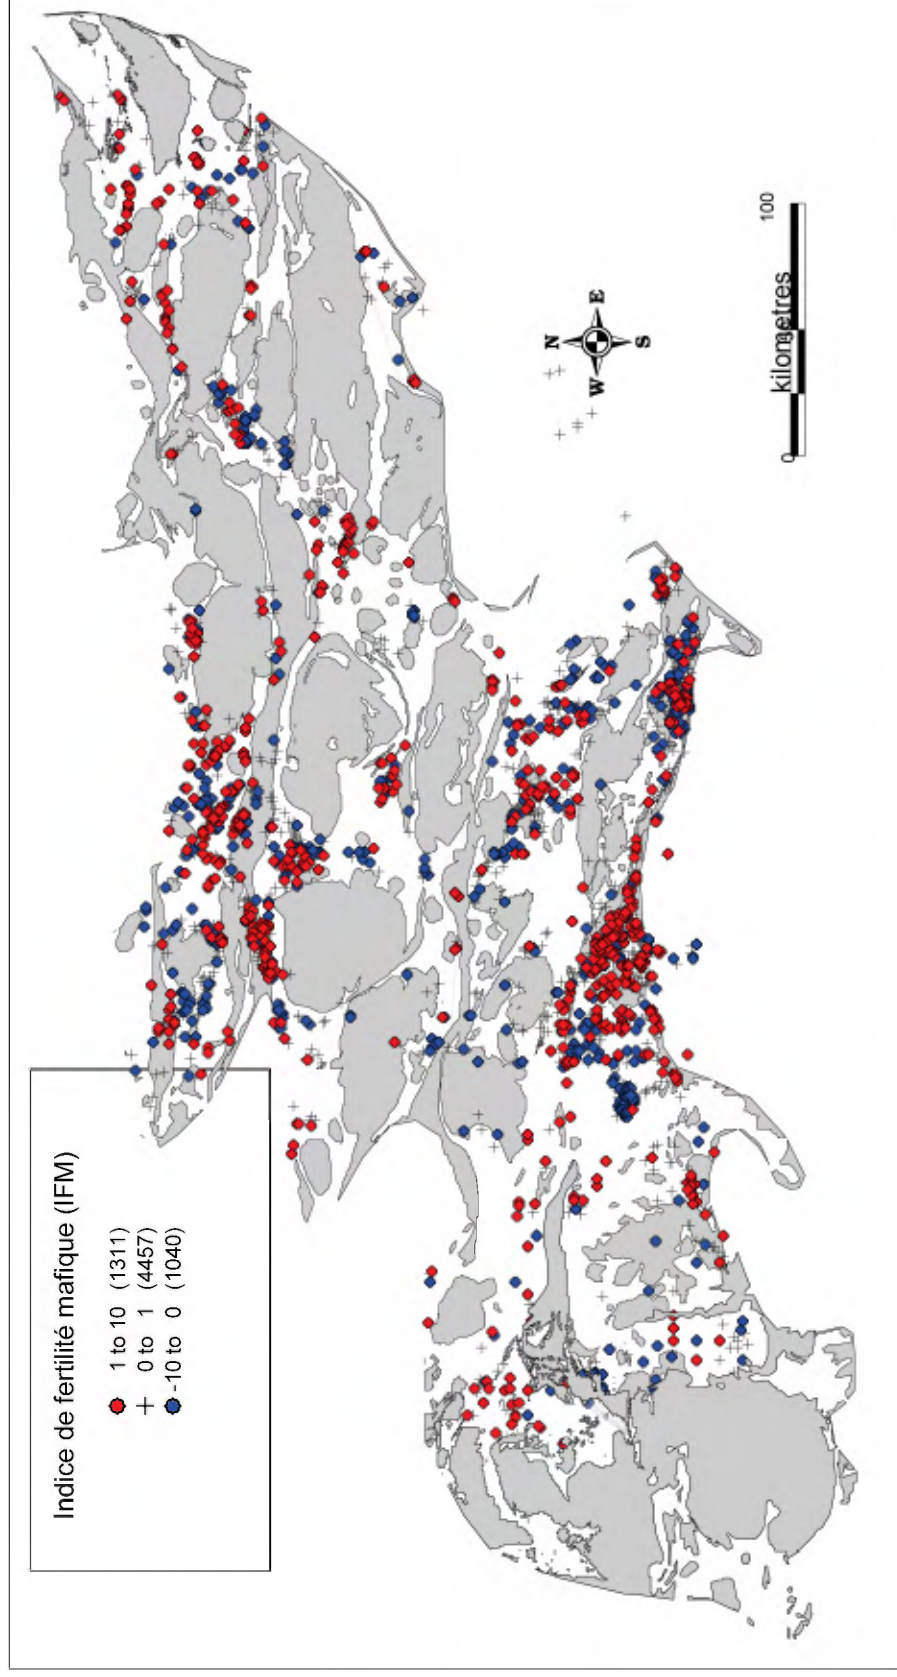 Indice de fertilité mafique (IFM)
1 to 10 (1311)
0 to 1 (4457)
-10 to 0 (1040)
N
W E
S
0 100
kilometres